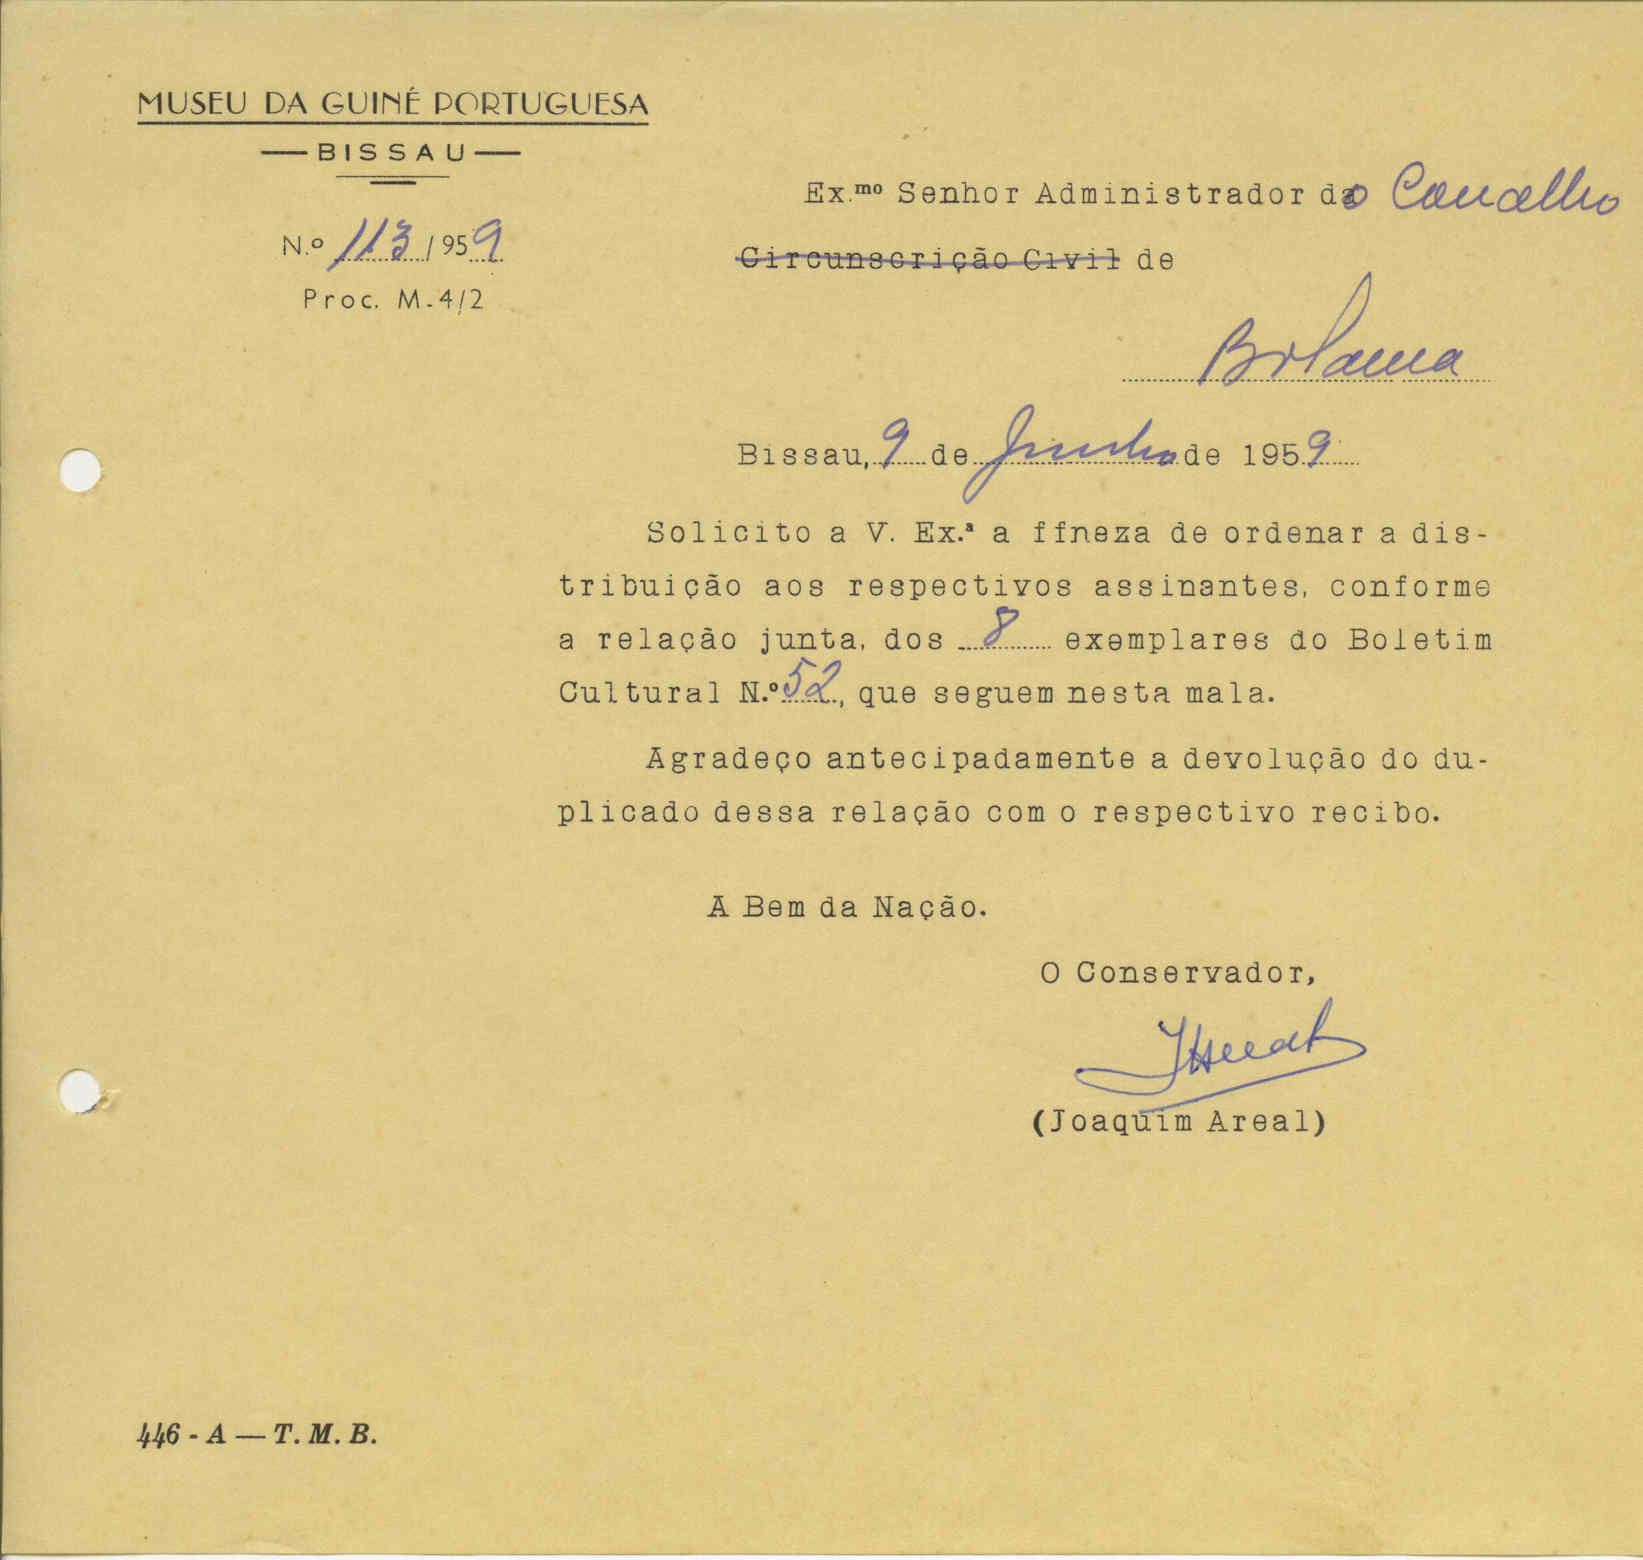 MUSEU DA GUINÉ PORTUGUESA
— BISSAU —
N.º 113/1959
Proc. M-4/2
Ex.mo Senhor Administrador do Concelho
Circunscrição Civil de
Bolama
Bissau, 9 de Junho de 1959
Solicito a V. Ex.ª a ffneza de ordenar a dis-
tribuição aos respectivos assinantes, conforme
a relação junta, dos 8 exemplares do Boletim
Cultural N.º 52, que seguem nesta mala.
Agradeço antecipadamente a devolução do du-
plicado dessa relação com o respectivo recibo.
A Bem da Nação.
O Conservador,
(Joaquim Areal)
446 - A — T. M. B.